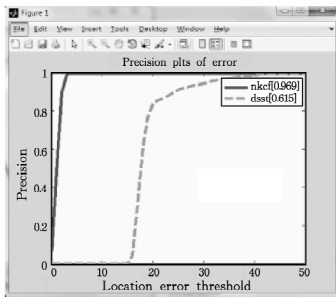 Figure 1
File Edit View Insert Tools Desktop Window Help
Precision plts of error
nkcf[0.969]
dsst[0.615]
1
0.8
0.6
0.4
0.2
0
Precision
0 10 20 30 40 50
Location error threshold